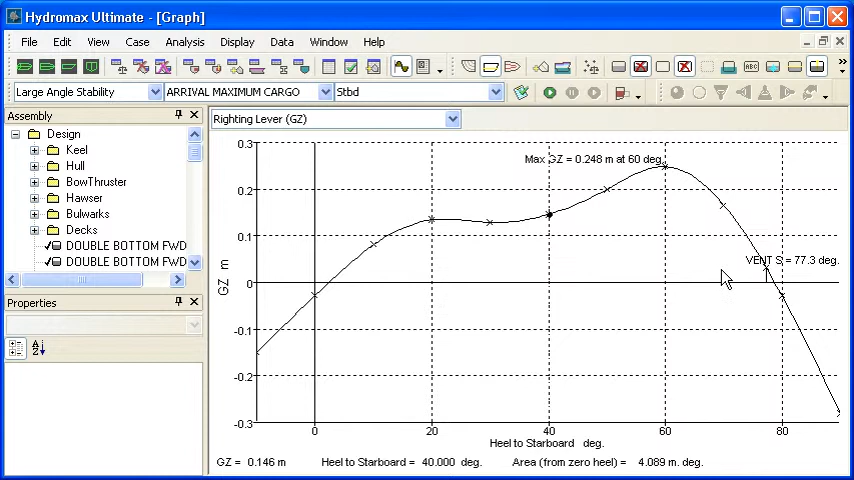 Hydromax Ultimate - [Graph]
File Edit View Case Analysis Display Data Window Help
ABC
Large Angle Stability ARRIVAL MAXIMUM CARGO Stbd
Assembly
Design
Keel
Hull
BowThruster
Hawser
Bulwarks
Decks
DOUBLE BOTTOM FWD
DOUBLE BOTTOM FWD
Properties
A
Z
Righting Lever (GZ)
Max GZ = 0.248 m at 60 deg.
VENT S = 77.3 deg.
GZ m
0.3
0.2
0.1
0
-0.1
-0.2
-0.3
0 20 40 60 80
Heel to Starboard deg.
GZ = 0.146 m Heel to Starboard = 40.000 deg. Area (from zero heel) = 4.089 m. deg.